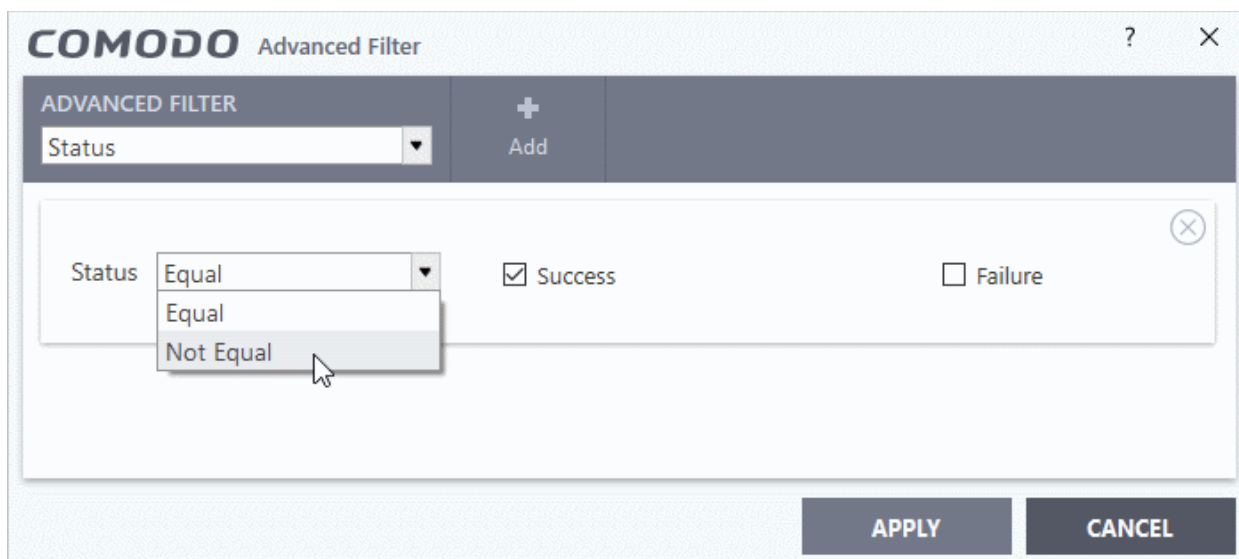 COMODO Advanced Filter ?
ADVANCED FILTER
Status
Add
Status Equal Success Failure
Equal
Not Equal
APPLY CANCEL